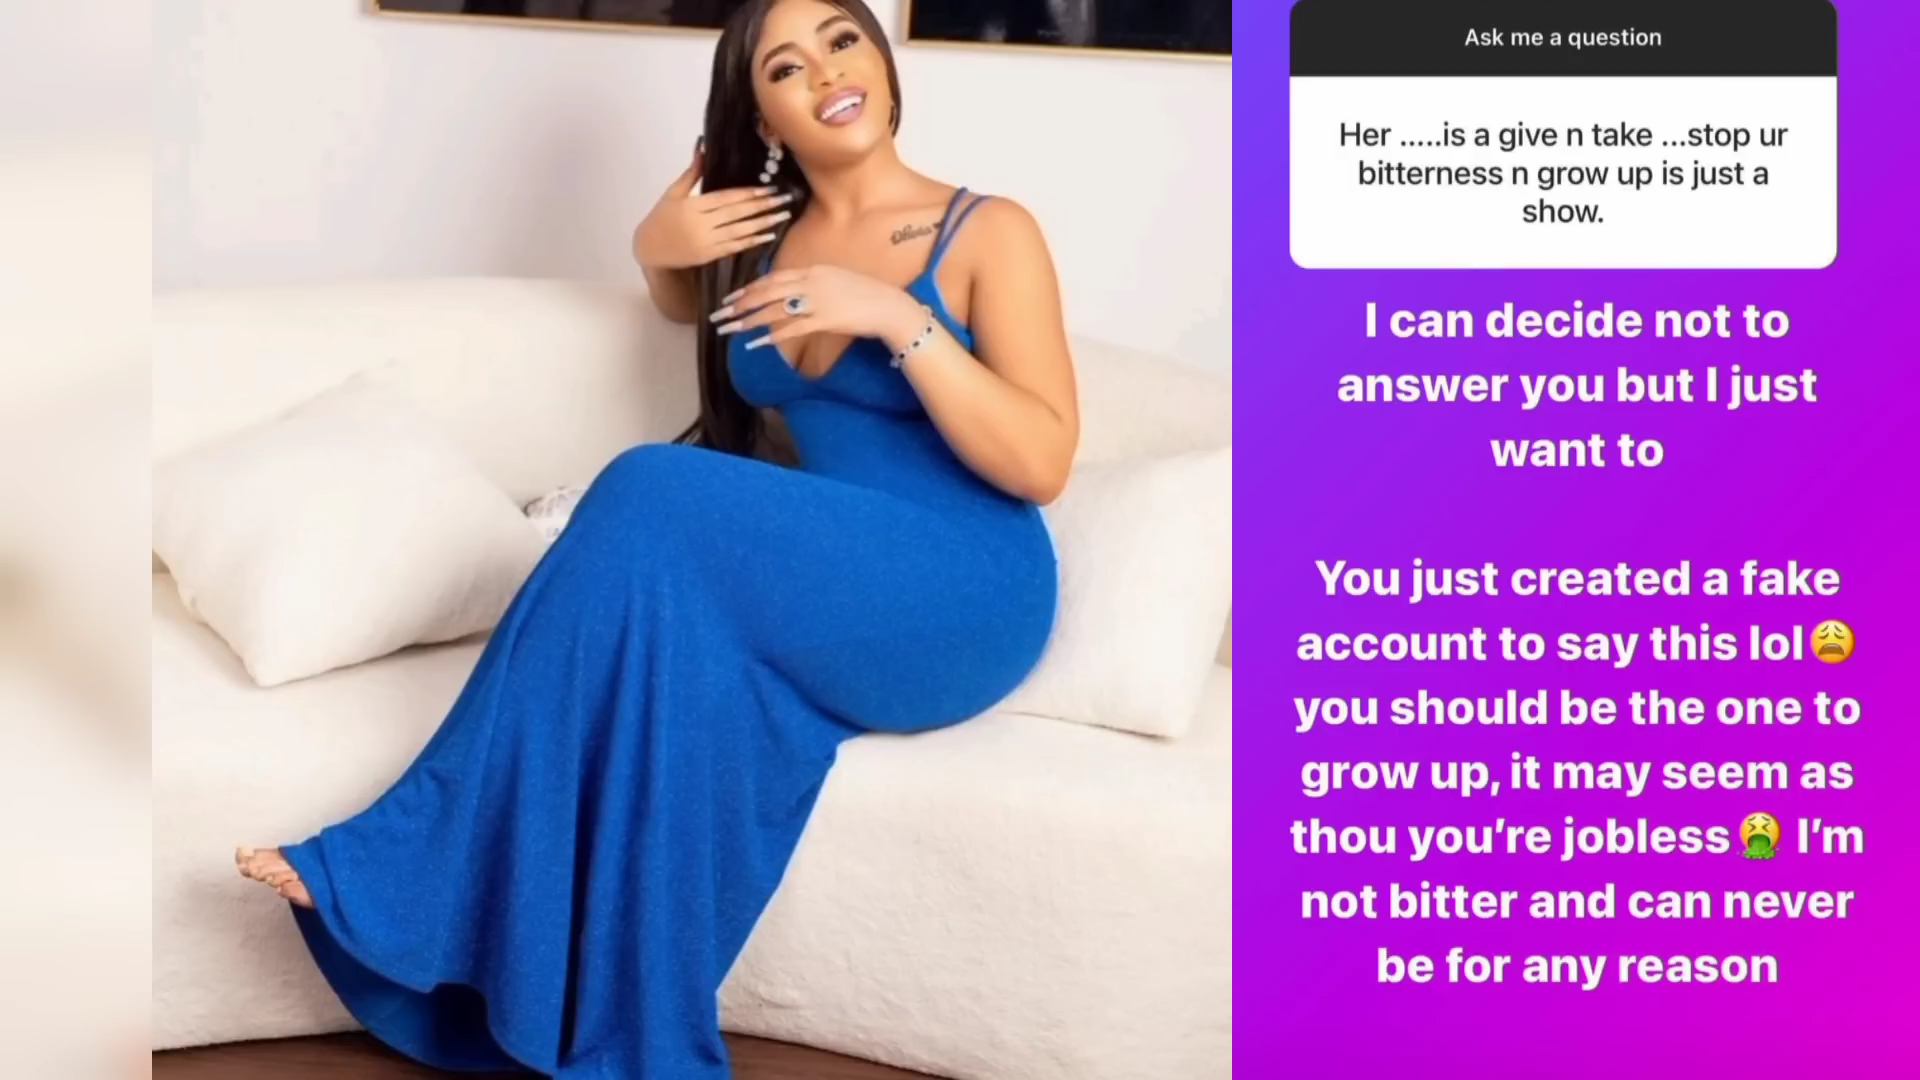 Ask me a question
Her .....is a give n take ...stop ur
bitterness n grow up is just a
show.
I can decide not to
answer you but I just
want to
You just created a fake
account to say this lol😩
you should be the one to
grow up, it may seem as
thou you're jobless🤮 I'm
not bitter and can never
be for any reason